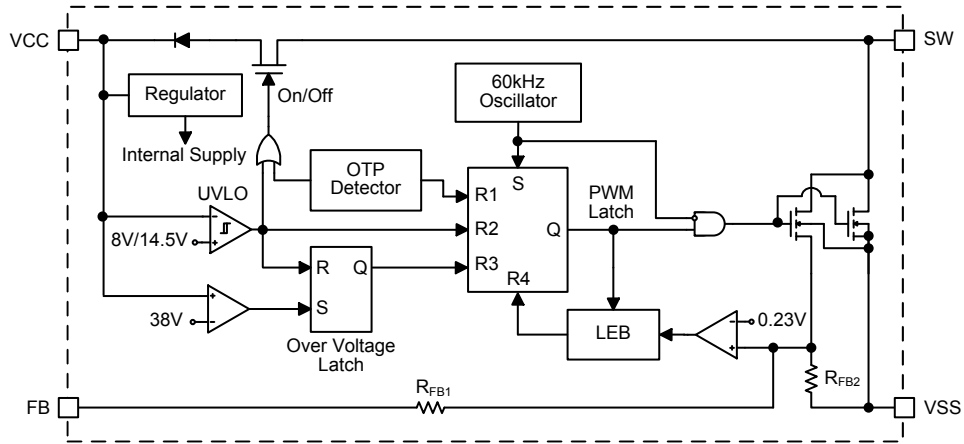 VCC
SW
Regulator
On/Off
60kHz
Oscillator
Internal Supply
OTP
Detector
S
R1
PWM
Latch
UVLO
R2
Q
8V/14.5V
R
Q
R3
R4
S
38V
LEB
0.23V
Over Voltage
Latch
RFB1
RFB2
FB
VSS